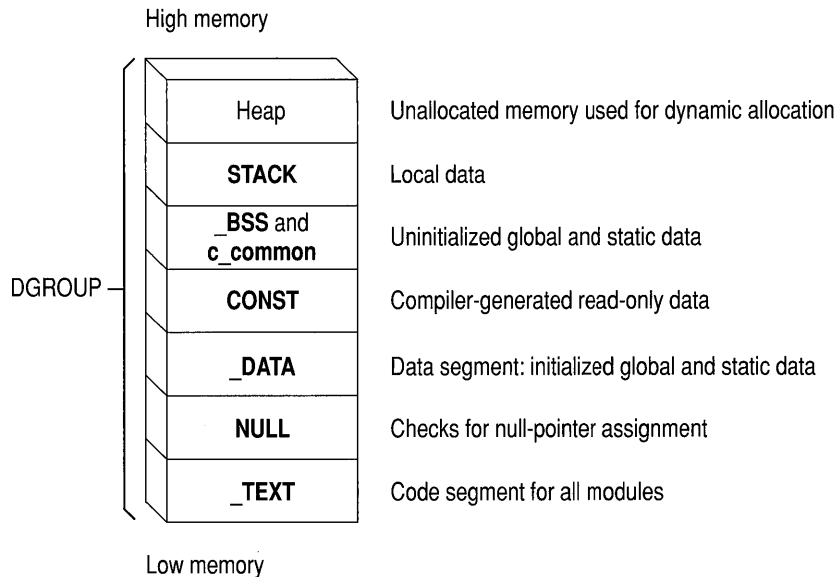 High memory
Heap
Unallocated memory used for dynamic allocation
STACK
Local data
_BSS and
c_common
Uninitialized global and static data
DGROUP
CONST
Compiler-generated read-only data
_DATA
Data segment: initialized global and static data
NULL
Checks for null-pointer assignment
_TEXT
Code segment for all modules
Low memory